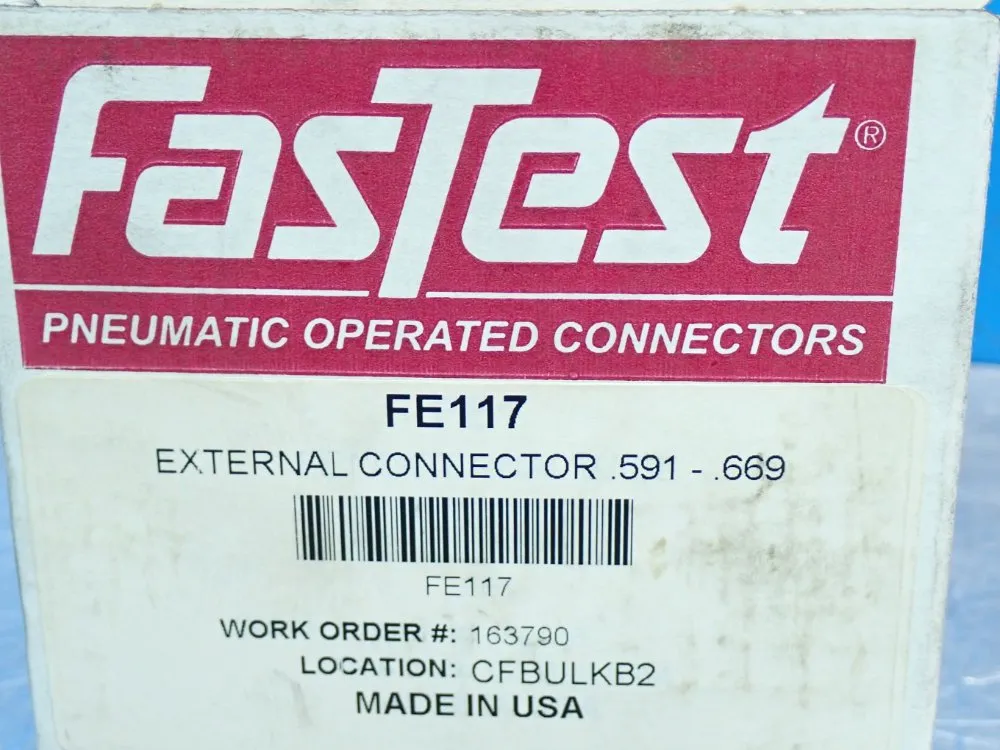 FasTest®
PNEUMATIC OPERATED CONNECTORS
FE117
EXTERNAL CONNECTOR .591 - .669
FE117
WORK ORDER #: 163790
LOCATION: CFBULKB2
MADE IN USA